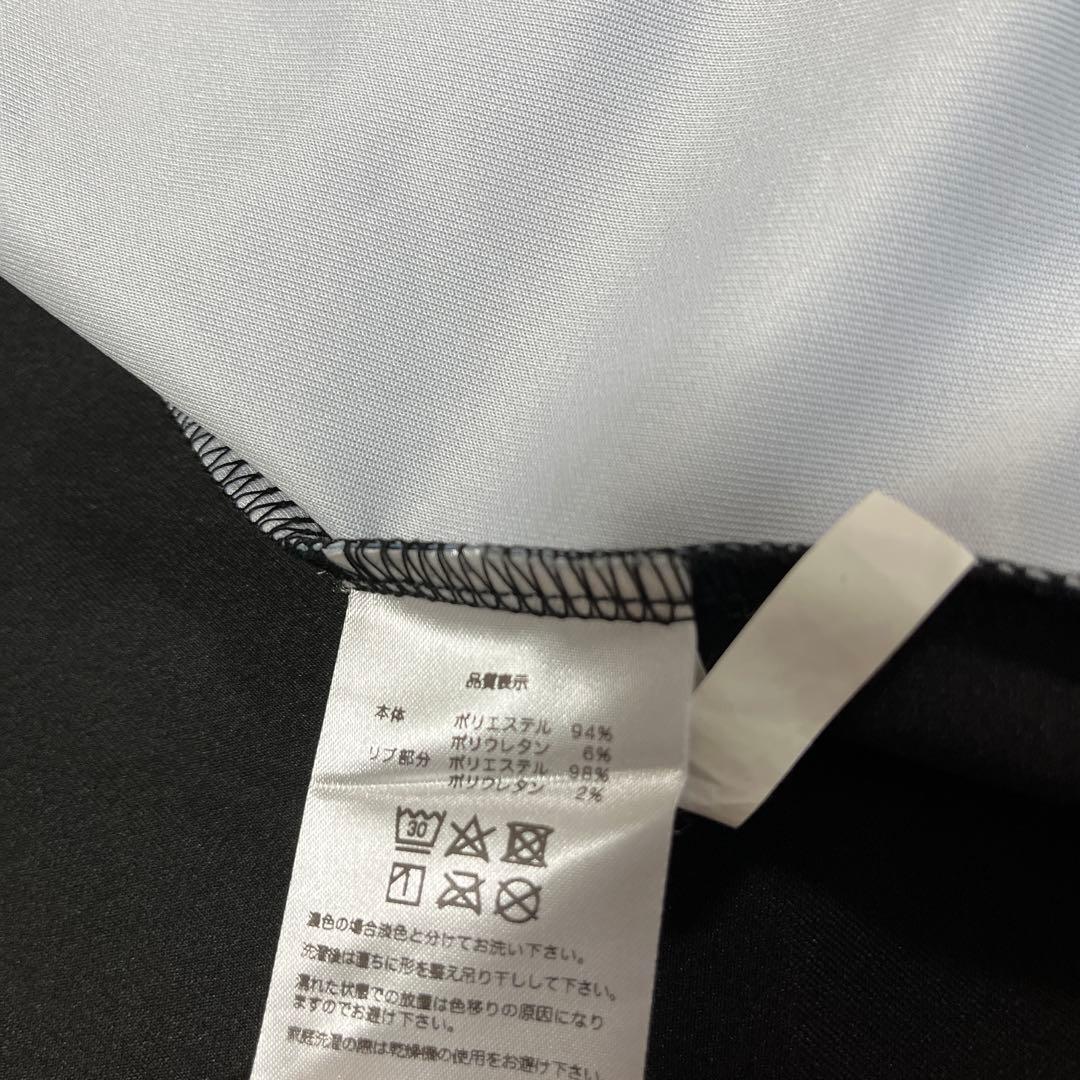 品質表示
本体 ポリエステル 94%
ポリウレタン 6%
リブ部分 ポリエステル 98%
ポリウレタン 2%
30
濃色の場合淡色と分けてお洗い下さい。
洗濯後は直ちに形を整え吊り干しして下さい。
濡れた状態での放置は色移りの原因になり
ますのでお避け下さい。
家庭洗濯の際は乾燥機の使用をお避け下さい